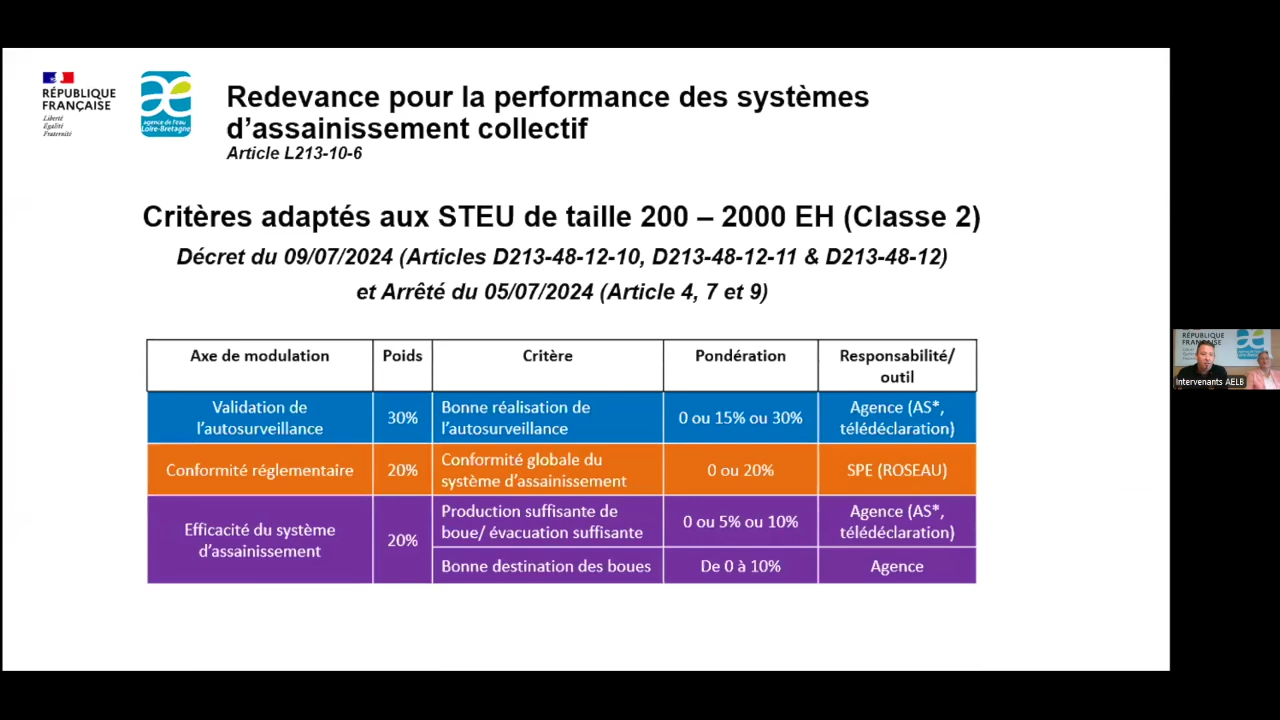 RÉPUBLIQUE
FRANÇAISE
Liberté
Égalité
Fraternité
agence de l'eau
Loire-Bretagne
Redevance pour la performance des systèmes
d'assainissement collectif
Article L213-10-6
Critères adaptés aux STEU de taille 200 – 2000 EH (Classe 2)
Décret du 09/07/2024 (Articles D213-48-12-10, D213-48-12-11 & D213-48-12)
et Arrêté du 05/07/2024 (Article 4, 7 et 9)
Axe de modulation Poids Critère Pondération Responsabilité/
outil
Validation de
l'autosurveillance
30%
Bonne réalisation de
l'autosurveillance
0 ou 15% ou 30%
Agence (AS*,
télédéclaration)
Conformité réglementaire
20%
Conformité globale du
système d'assainissement
0 ou 20%
SPE (ROSEAU)
Efficacité du système
d'assainissement
20%
Production suffisante de
boue/ évacuation suffisante
0 ou 5% ou 10%
Agence (AS*,
télédéclaration)
Bonne destination des boues
De 0 à 10%
Agence
RÉPUBLIQUE
Intervenants AELB